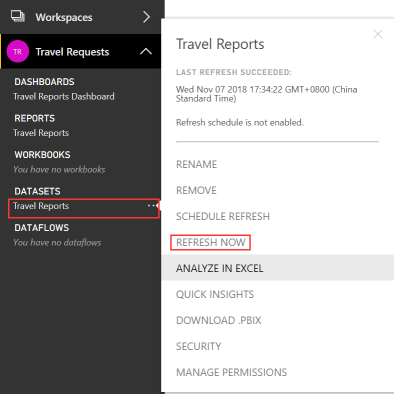 Workspaces
TR
Travel Requests
DASHBOARDS
Travel Reports Dashboard
REPORTS
Travel Reports
WORKBOOKS
You have no workbooks
DATASETS
Travel Reports
DATAFLOWS
You have no dataflows
Travel Reports
LAST REFRESH SUCCEEDED:
Wed Nov 07 2018 17:34:22 GMT+0800 (China
Standard Time)
Refresh schedule is not enabled.
RENAME
REMOVE
SCHEDULE REFRESH
REFRESH NOW
ANALYZE IN EXCEL
QUICK INSIGHTS
DOWNLOAD .PBIX
SECURITY
MANAGE PERMISSIONS